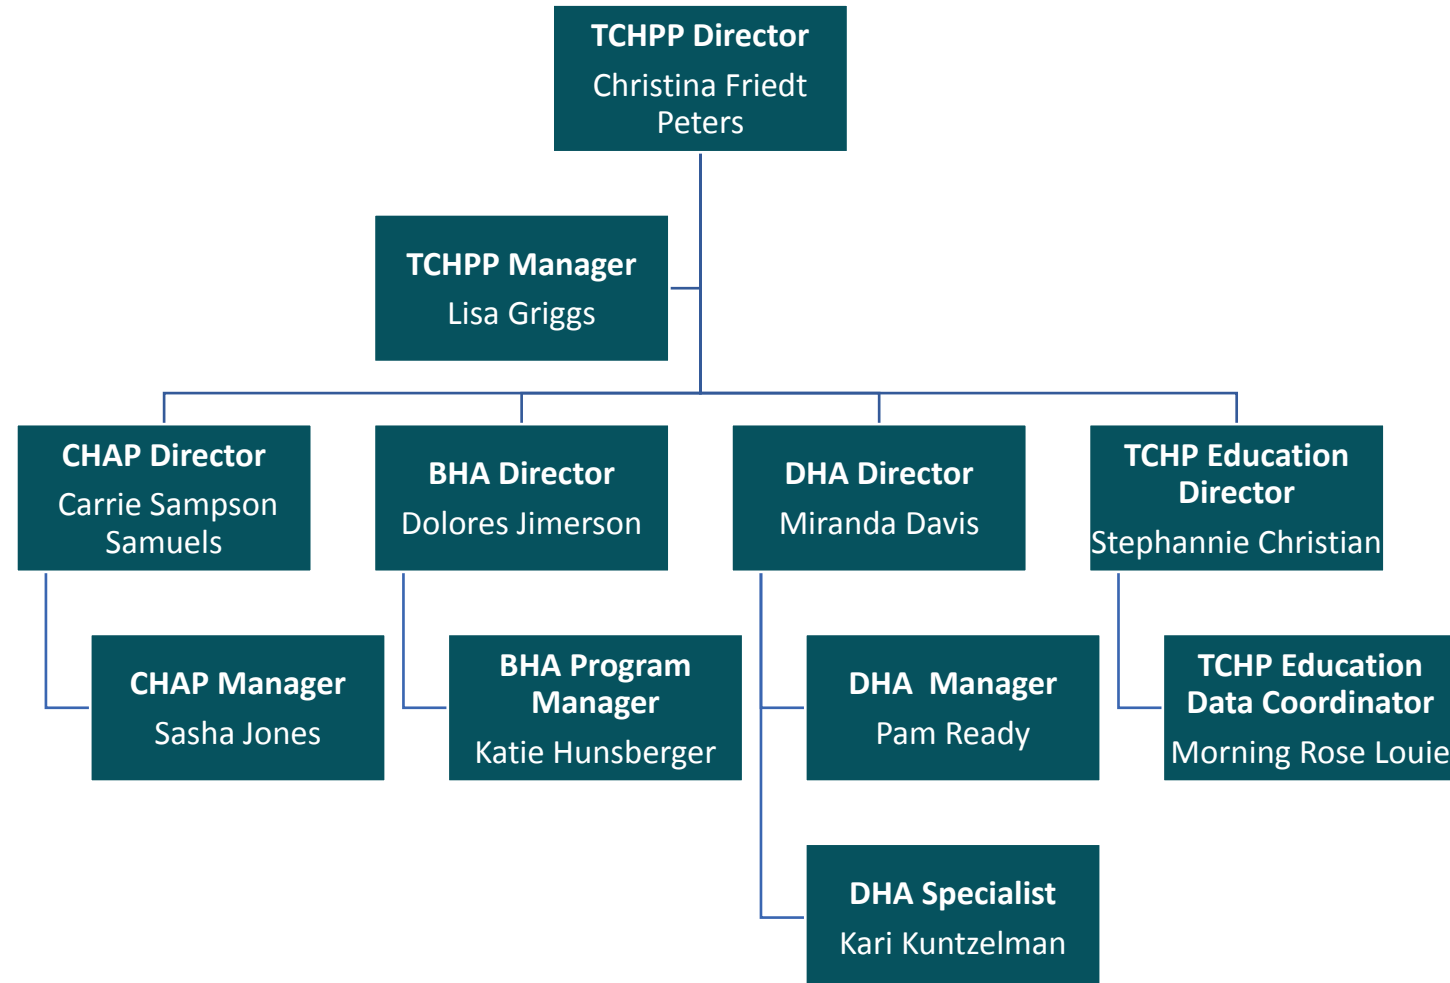 TCHPP Director
Christina Friedt
Peters
TCHPP Manager
Lisa Griggs
CHAP Director
Carrie Sampson
Samuels
BHA Director
Dolores Jimerson
DHA Director
Miranda Davis
TCHP Education
Director
Stephannie Christian
CHAP Manager
Sasha Jones
BHA Program
Manager
Katie Hunsberger
DHA  Manager
Pam Ready
TCHP Education
Data Coordinator
Morning Rose Louie
DHA Specialist
Kari Kuntzelman